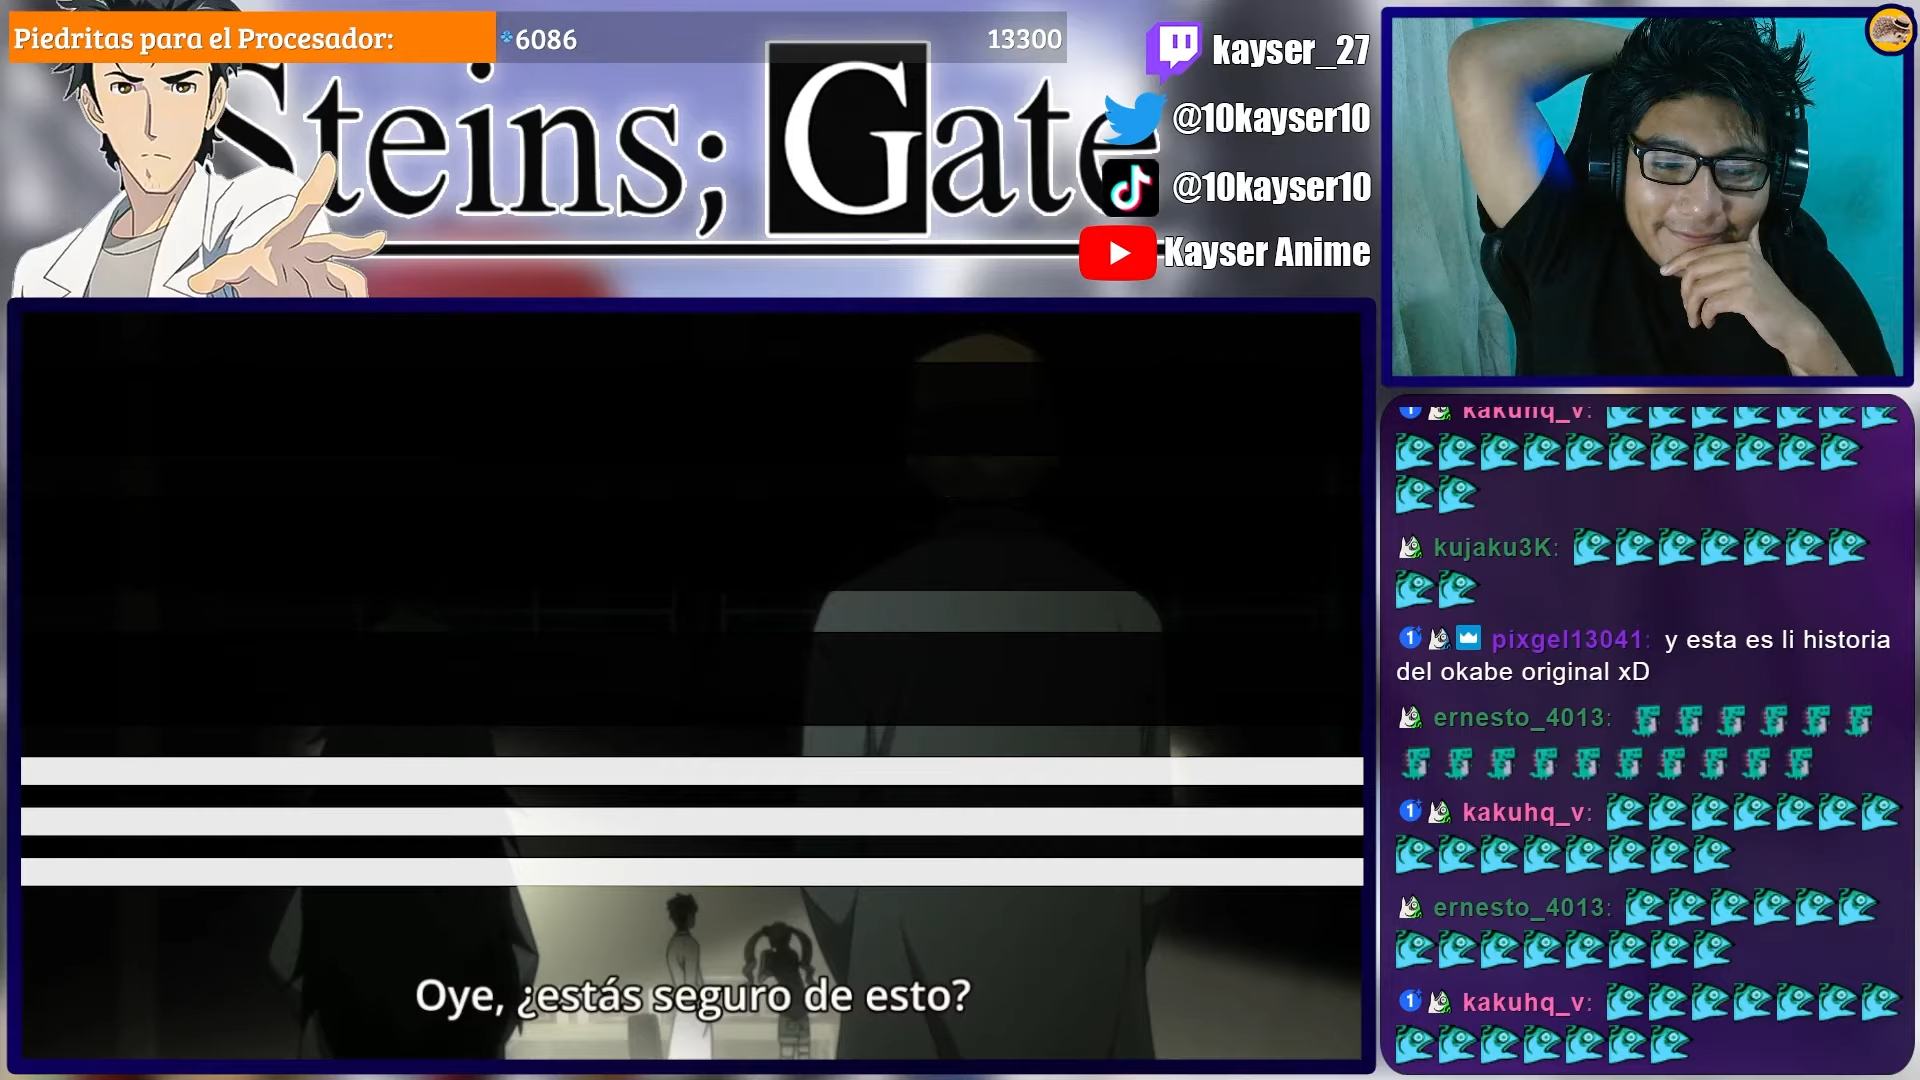 Piedritas para el Procesador:
6086
13300
Steins; Gate
kayser_27
@10kayser10
@10kayser10
Kayser Anime
Oye, ¿estás seguro de esto?
kakuhq_v:
kujaku3K:
pixgel13041: y esta es li historia
del okabe original xD
ernesto_4013:
kakuhq_v:
ernesto_4013:
kakuhq_v: